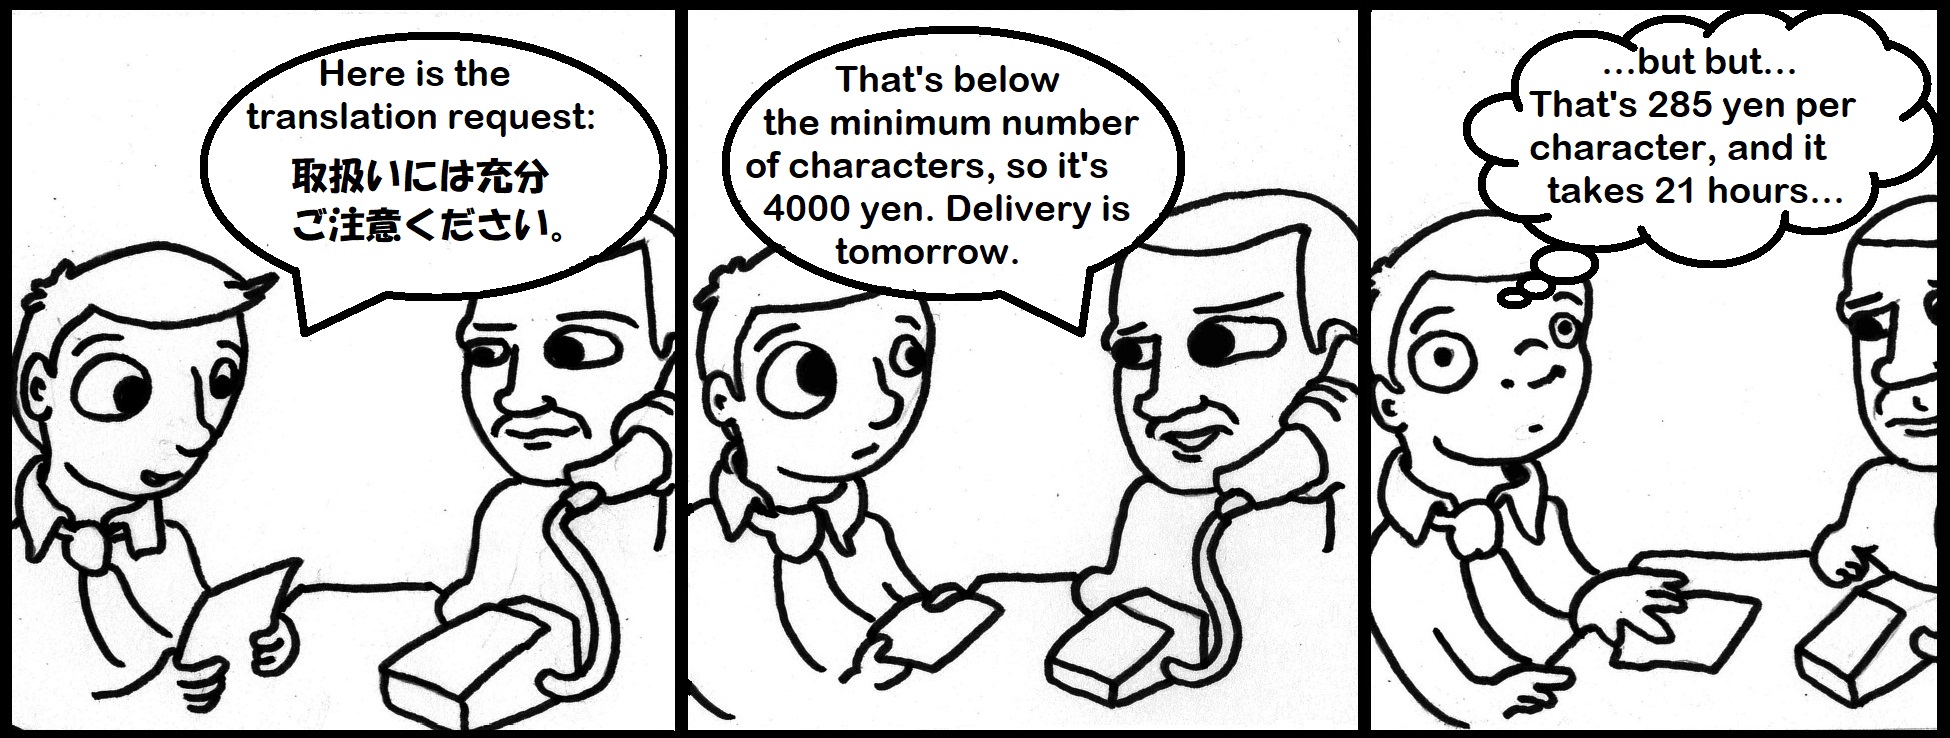 Here is the
translation request:
取扱いには充分
ご注意ください。
That's below
the minimum number
of characters, so it's
4000 yen. Delivery is
tomorrow.
...but but...
That's 285 yen per
character, and it
takes 21 hours...